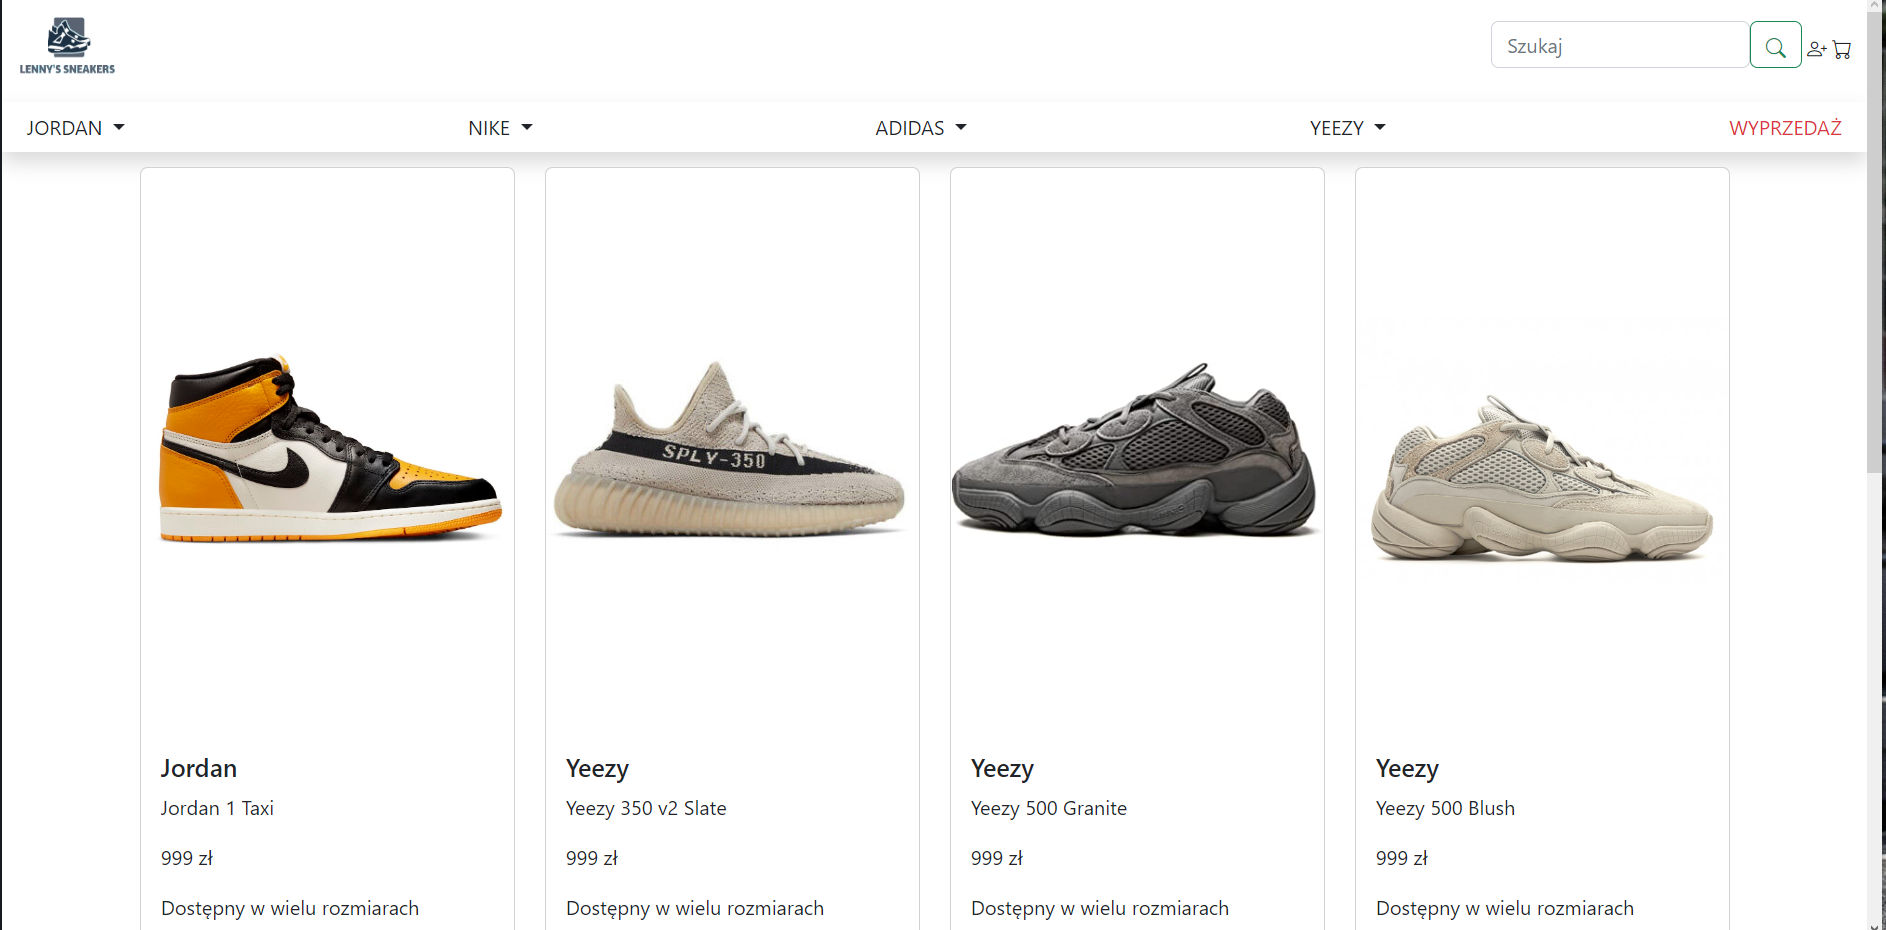 LENNY'S SNEAKERS
Szukaj
JORDAN NIKE ADIDAS YEEZY WYPRZEDAŻ
SPLY-350
Jordan
Jordan 1 Taxi
999 zł
Dostępny w wielu rozmiarach
Yeezy
Yeezy 350 v2 Slate
999 zł
Dostępny w wielu rozmiarach
Yeezy
Yeezy 500 Granite
999 zł
Dostępny w wielu rozmiarach
Yeezy
Yeezy 500 Blush
999 zł
Dostępny w wielu rozmiarach